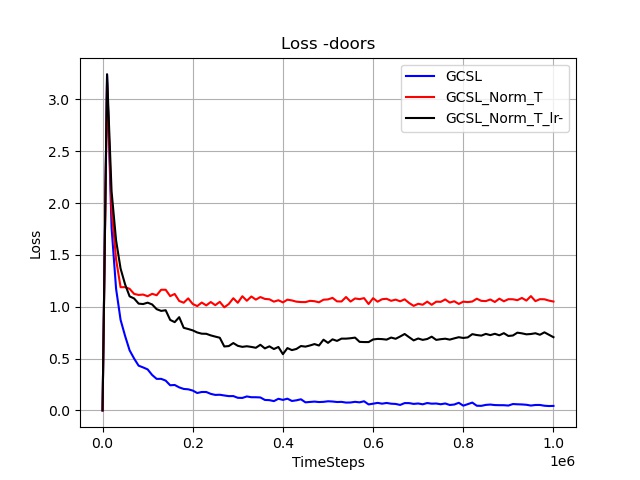 Loss -doors
GCSL
GCSL_Norm_T
GCSL_Norm_T_lr-
3.0
2.5
2.0
1.5
1.0
0.5
0.0
Loss
0.0 0.2 0.4 0.6 0.8 1.0
1e6
TimeSteps